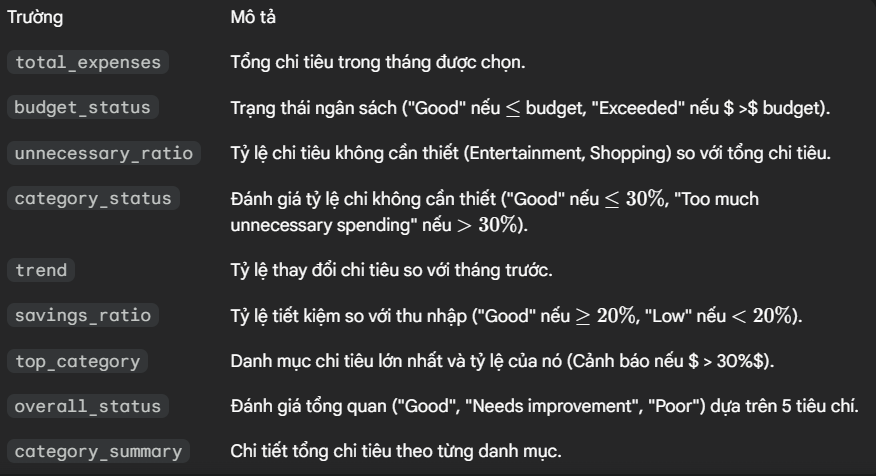 Trường Mô tả
total_expenses Tổng chi tiêu trong tháng được chọn.
budget_status Trạng thái ngân sách ("Good" nếu ≤ budget, "Exceeded" nếu $ >$ budget).
unnecessary_ratio Tỷ lệ chi tiêu không cần thiết (Entertainment, Shopping) so với tổng chi tiêu.
category_status Đánh giá tỷ lệ chi không cần thiết ("Good" nếu ≤ 30%, "Too much
unnecessary spending" nếu > 30%).
trend Tỷ lệ thay đổi chi tiêu so với tháng trước.
savings_ratio Tỷ lệ tiết kiệm so với thu nhập ("Good" nếu ≥ 20%, "Low" nếu < 20%).
top_category Danh mục chi tiêu lớn nhất và tỷ lệ của nó (Cảnh báo nếu $ > 30%$).
overall_status Đánh giá tổng quan ("Good", "Needs improvement", "Poor") dựa trên 5 tiêu chí.
category_summary Chi tiết tổng chi tiêu theo từng danh mục.